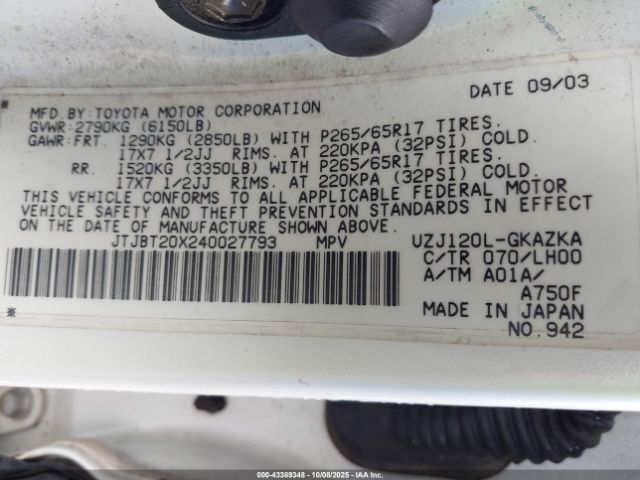 DATE 09/03
MFD.BY:TOYOTA MOTOR CORPORATION
GVWR:2790KG (6150LB)
GAWR:FRT. 1290KG (2850LB) WITH P265/65R17 TIRES.
17X7 1/2JJ RIMS. AT 220KPA (32PSI) COLD.
RR. 1520KG (3350LB) WITH P265/65R17 TIRES.
17X7 1/2JJ RIMS. AT 220KPA (32PSI) COLD.
THIS VEHICLE CONFORMS TO ALL APPLICABLE FEDERAL MOTOR
VEHICLE SAFETY AND THEFT PREVENTION STANDARDS IN EFFECT
ON THE DATE OF MANUFACTURE SHOWN ABOVE.
JTJBT20X240027793 MPV UZJ120L-GKAZKA
C/TR 070/LH00
A/TM A01A/
A750F
MADE IN JAPAN
NO.942
000-43389348 | 10/08/2025 | IAA, Inc.